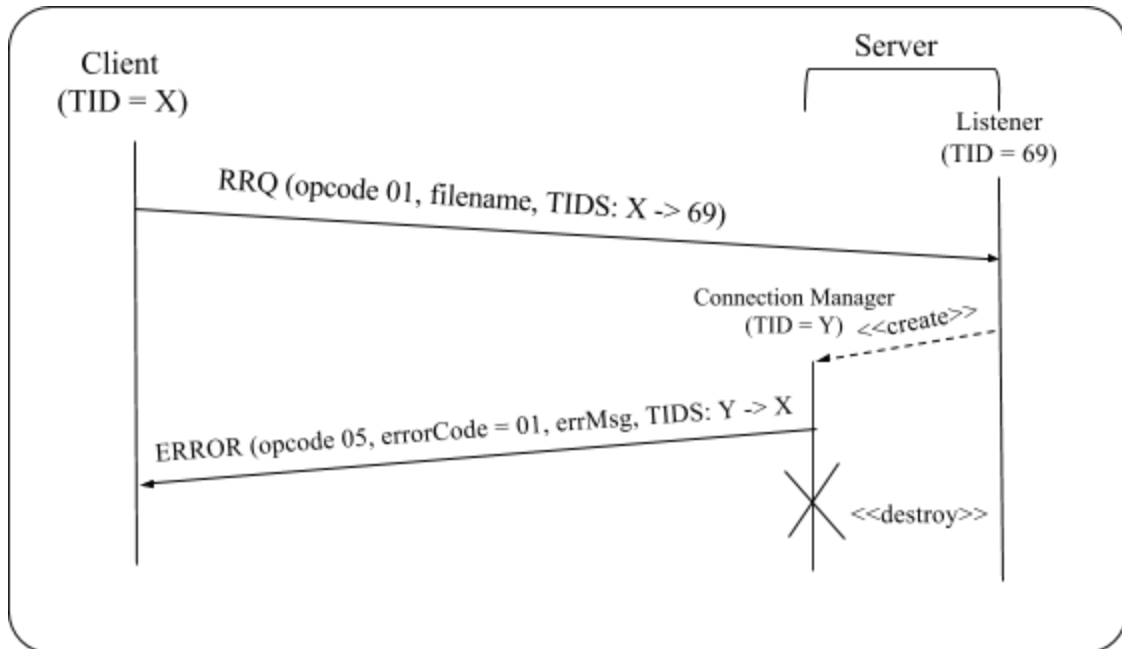 Server
Client
(TID = X)
Listener
(TID = 69)
RRQ (opcode 01, filename, TIDS: X -> 69)
Connection Manager
(TID = Y)
<<create>>
ERROR (opcode 05, errorCode = 01, errMsg, TIDS: Y -> X
<<destroy>>